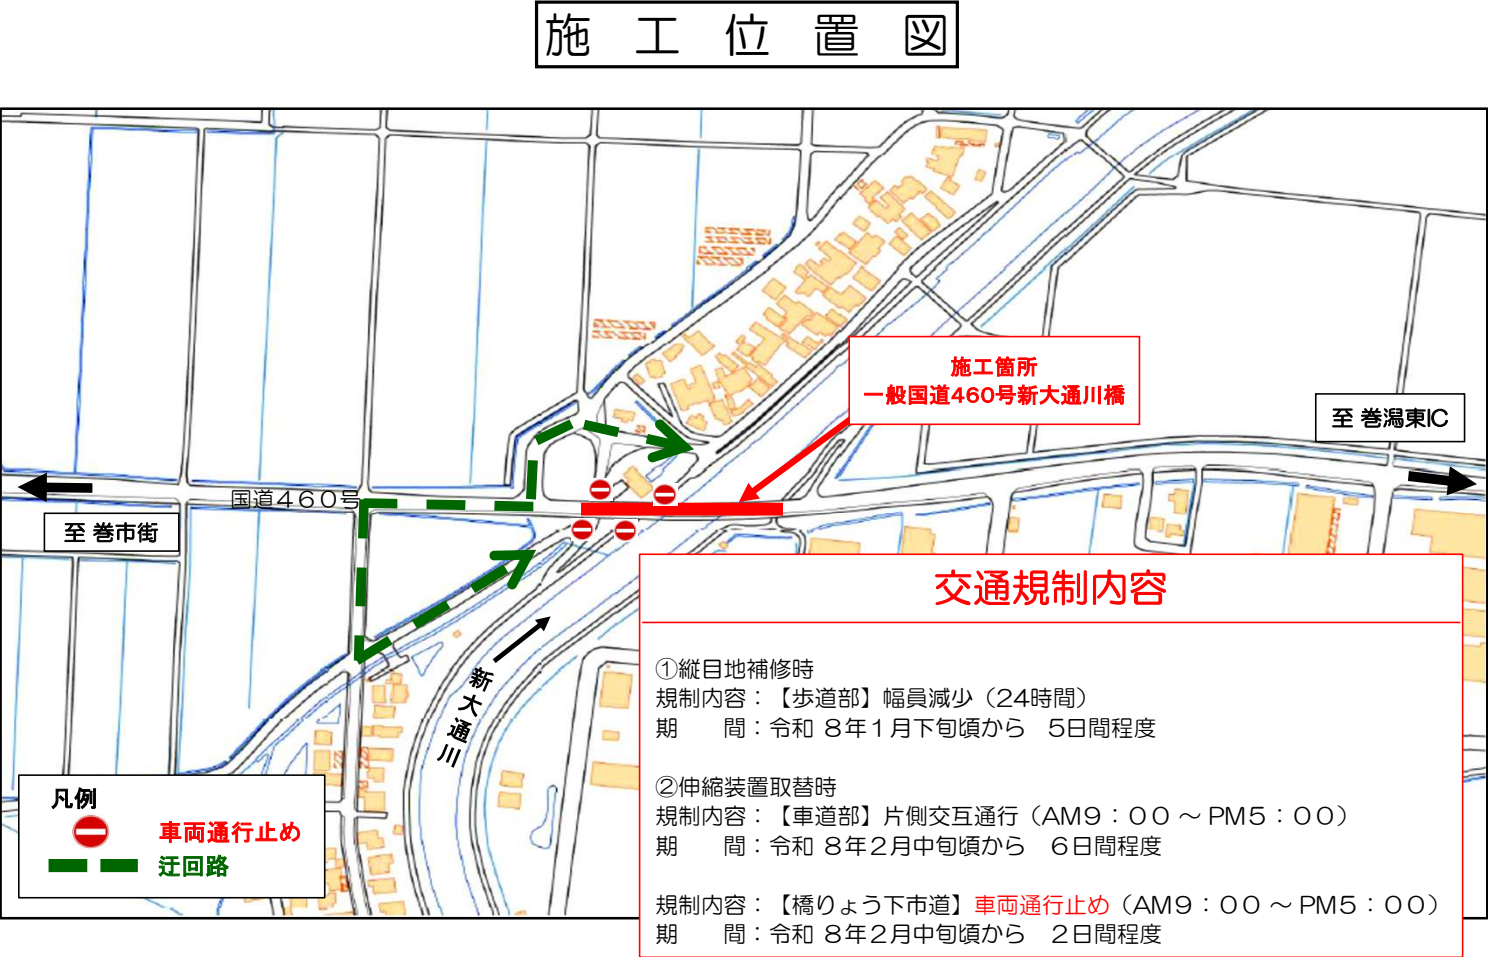 施工位置図
施工箇所
一般国道460号新大通川橋
至 巻潟東IC
国道460号
至 巻市街
新大通川
凡例
車両通行止め
迂回路
交通規制内容
①縦目地補修時
規制内容：【歩道部】幅員減少（24時間）
期　　間：令和 8年1月下旬頃から　5日間程度
②伸縮装置取替時
規制内容：【車道部】片側交互通行（AM9：00 ～ PM5：00）
期　　間：令和 8年2月中旬頃から　6日間程度
規制内容：【橋りょう下市道】車両通行止め（AM9：00 ～ PM5：00）
期　　間：令和 8年2月中旬頃から　2日間程度